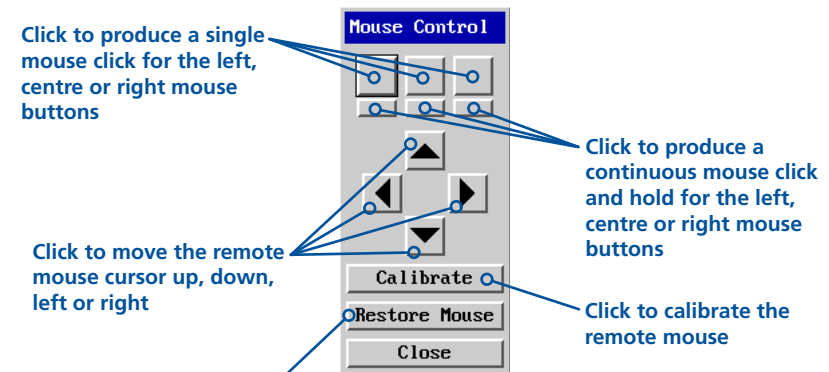 Mouse Control
Click to produce a single
mouse click for the left,
centre or right mouse
buttons
Click to produce a
continuous mouse click
and hold for the left,
centre or right mouse
buttons
Click to move the remote
mouse cursor up, down,
left or right
Calibrate
Click to calibrate the
remote mouse
Restore Mouse
Close